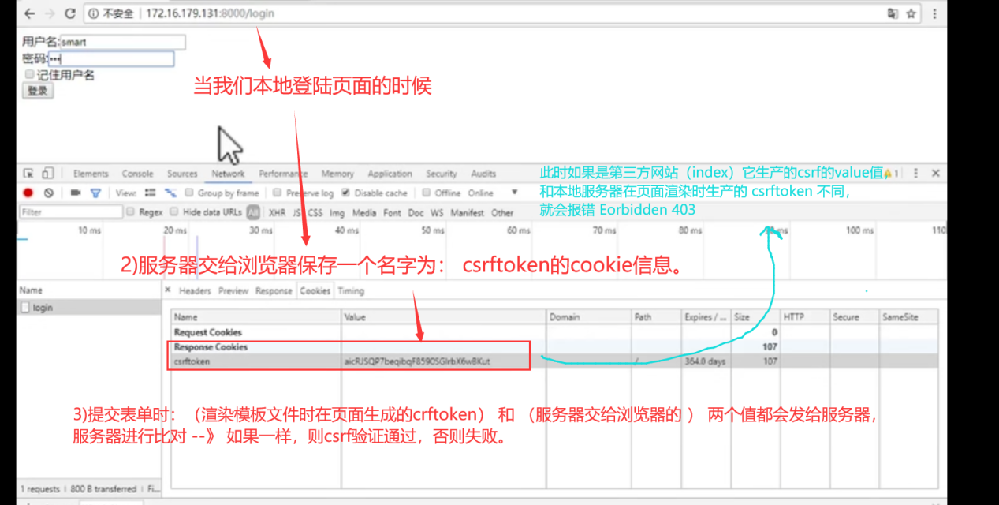 不安全 | 172.16.179.131:8000/login
用户名:smart
密码:•••
记住用户名
登录
当我们本地登陆页面的时候
Elements Console Sources Network Performance Memory Application Security Audits
此时如果是第三方网站（index）它生产的csrf的value值
1
View: Group by frame Preserve log Disable cache Offline Online
和本地服务器在页面渲染时生产的 csrftoken 不同，
Filter Regex Hide data URLs All XHR JS CSS Img Media Font Doc WS Manifest Other
就会报错 Eorbidden 403
10 ms 20 ms 30 ms 40 ms 50 ms 60 ms 70 ms 80 ms 90 ms 100 ms 110
2)服务器交给浏览器保存一个名字为： csrftoken的cookie信息。
Name
× Headers Preview Response Cookies Timing
login
Name Value Domain Path Expires / ... Size HTTP Secure SameSite
Request Cookies 0
Response Cookies 107
csrftoken aicRJSQP7beqibqF8590SGlrbX6w8Kut / 364.0 days 107
3)提交表单时：（渲染模板文件时在页面生成的crftoken） 和 （服务器交给浏览器的 ） 两个值都会发给服务器，
服务器进行比对 --》 如果一样，则csrf验证通过，否则失败。
1 requests | 800 B transferred | Fi...